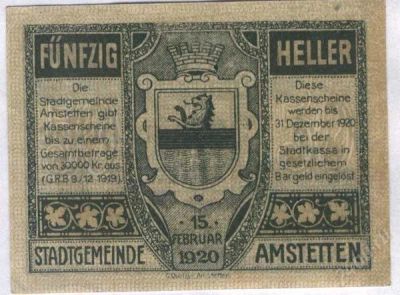 FÜNFZIG
HELLER
Die
Stadtgemeinde
Amstetten gibt
Kassenscheine
bis zu einem
Gesamtbetrage
von 30000 Kr. aus.
(G.R.B. 9/12 1919).
Diese
Kassenscheine
werden bis
31. Dezember 1920
bei der
Stadtkassa in
gesetzlichem
Bargeld eingelöst.
15.
FEBRUAR
1920
STADTGEMEINDE
AMSTETTEN